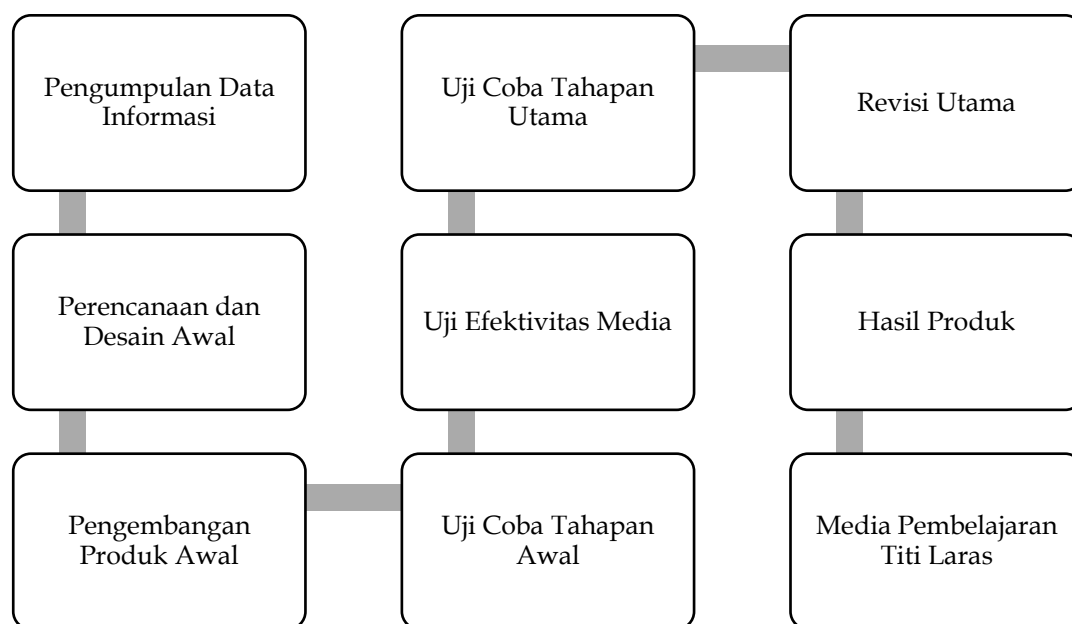 Pengumpulan Data
Informasi
Perencanaan dan
Desain Awal
Pengembangan
Produk Awal
Uji Coba Tahapan
Awal
Uji Efektivitas Media
Uji Coba Tahapan
Utama
Revisi Utama
Hasil Produk
Media Pembelajaran
Titi Laras